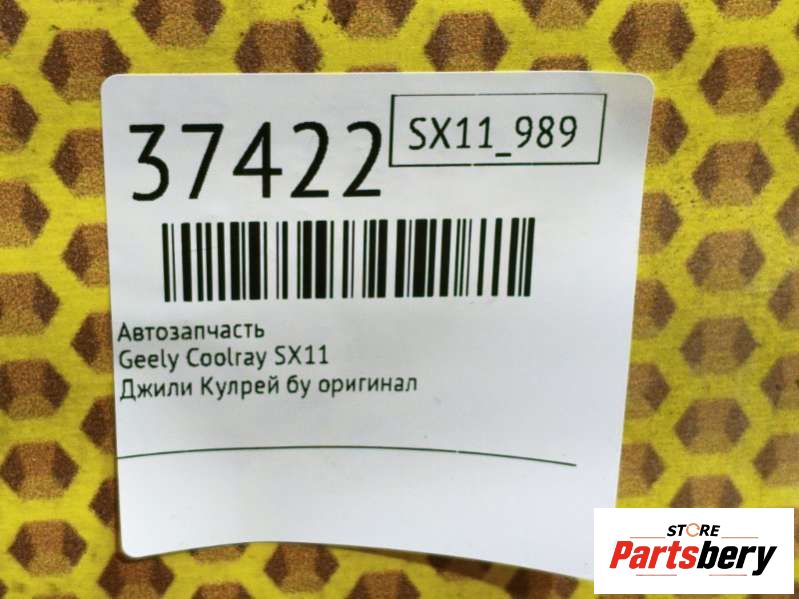 37422
SX11_989
Автозапчасть
Geely Coolray SX11
Джили Кулрей бу оригинал
STORE
Partsbery